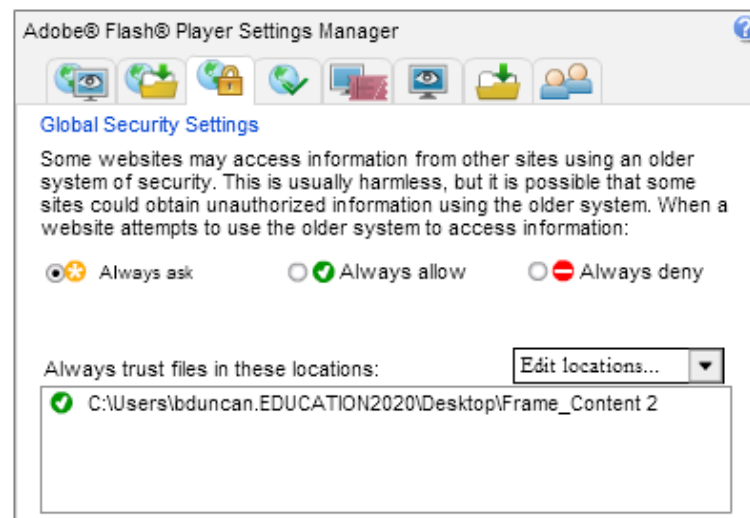 Adobe® Flash® Player Settings Manager
Global Security Settings
Some websites may access information from other sites using an older
system of security. This is usually harmless, but it is possible that some
sites could obtain unauthorized information using the older system. When a
website attempts to use the older system to access information:
Always ask Always allow Always deny
Always trust files in these locations: Edit locations...
C:\Users\bduncan.EDUCATION2020\Desktop\Frame_Content 2